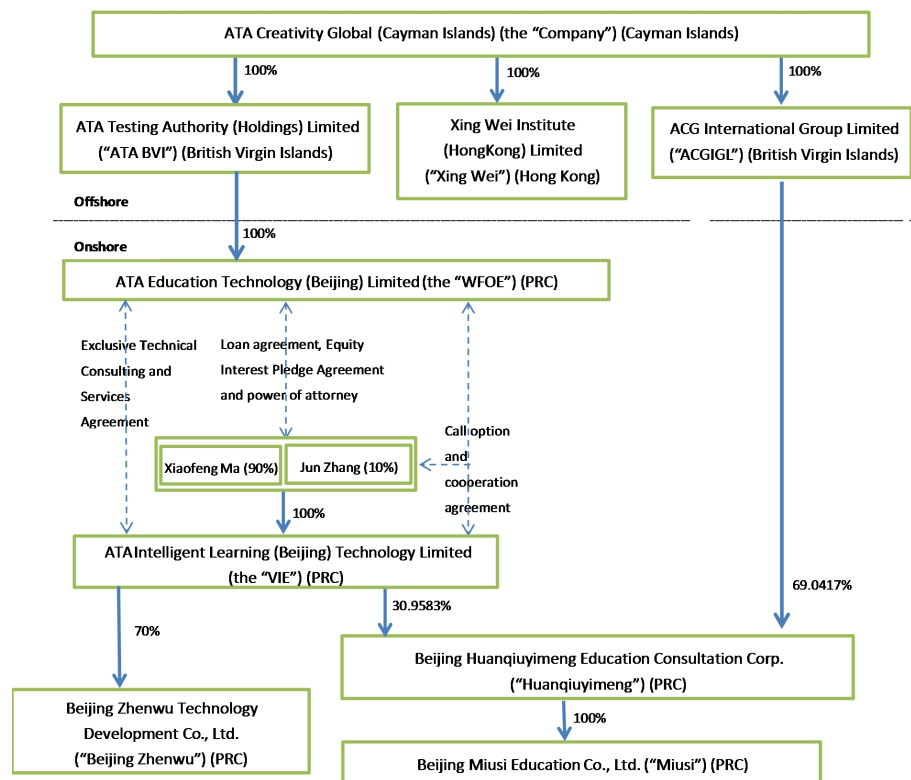 ATA Creativity Global (Cayman Islands) (the “Company”) (Cayman Islands)
100%
100%
100%
ATA Testing Authority (Holdings) Limited
(“ATA BVI”) (British Virgin Islands)
Xing Wei Institute
(HongKong) Limited
(“Xing Wei”) (Hong Kong)
ACG International Group Limited
(“ACGIGL”) (British Virgin Islands)
Offshore
Onshore
100%
ATA Education Technology (Beijing) Limited (the “WFOE”) (PRC)
Exclusive Technical
Consulting and
Services
Agreement
Loan agreement, Equity
Interest Pledge Agreement
and power of attorney
Call option
and
cooperation
agreement
Xiaofeng Ma (90%)
Jun Zhang (10%)
100%
ATA Intelligent Learning (Beijing) Technology Limited
(the “VIE”) (PRC)
70%
30.9583%
69.0417%
Beijing Huanqiuyimeng Education Consultation Corp.
(“Huanqiuyimeng”) (PRC)
Beijing Zhenwu Technology
Development Co., Ltd.
(“Beijing Zhenwu”) (PRC)
100%
Beijing Miusi Education Co., Ltd. (“Miusi”) (PRC)